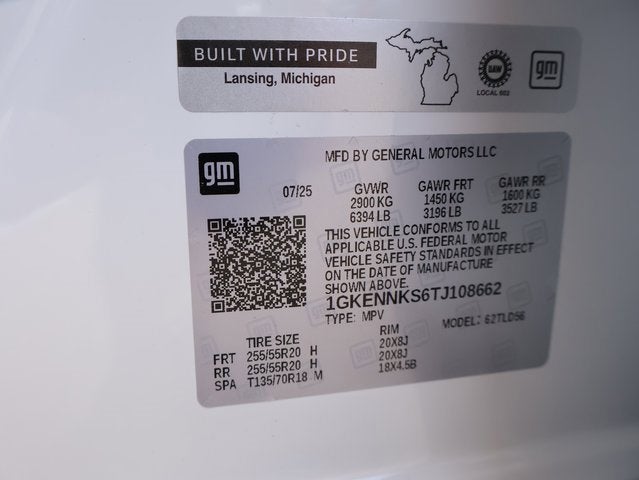 BUILT WITH PRIDE
Lansing, Michigan
UAW
LOCAL 602
gm
gm
MFD BY GENERAL MOTORS LLC
07/25 GVWR GAWR FRT GAWR RR
2900 KG 1450 KG 1600 KG
6394 LB 3196 LB 3527 LB
THIS VEHICLE CONFORMS TO ALL
APPLICABLE U.S. FEDERAL MOTOR
VEHICLE SAFETY STANDARDS IN EFFECT
ON THE DATE OF MANUFACTURE
SHOWN ABOVE.
1GKENNKS6TJ108662
TYPE: MPV MODEL: 62TLD56
TIRE SIZE RIM
FRT 255/55R20 H 20X8J
RR 255/55R20 H 20X8J
SPA T135/70R18 M 18X4.5B